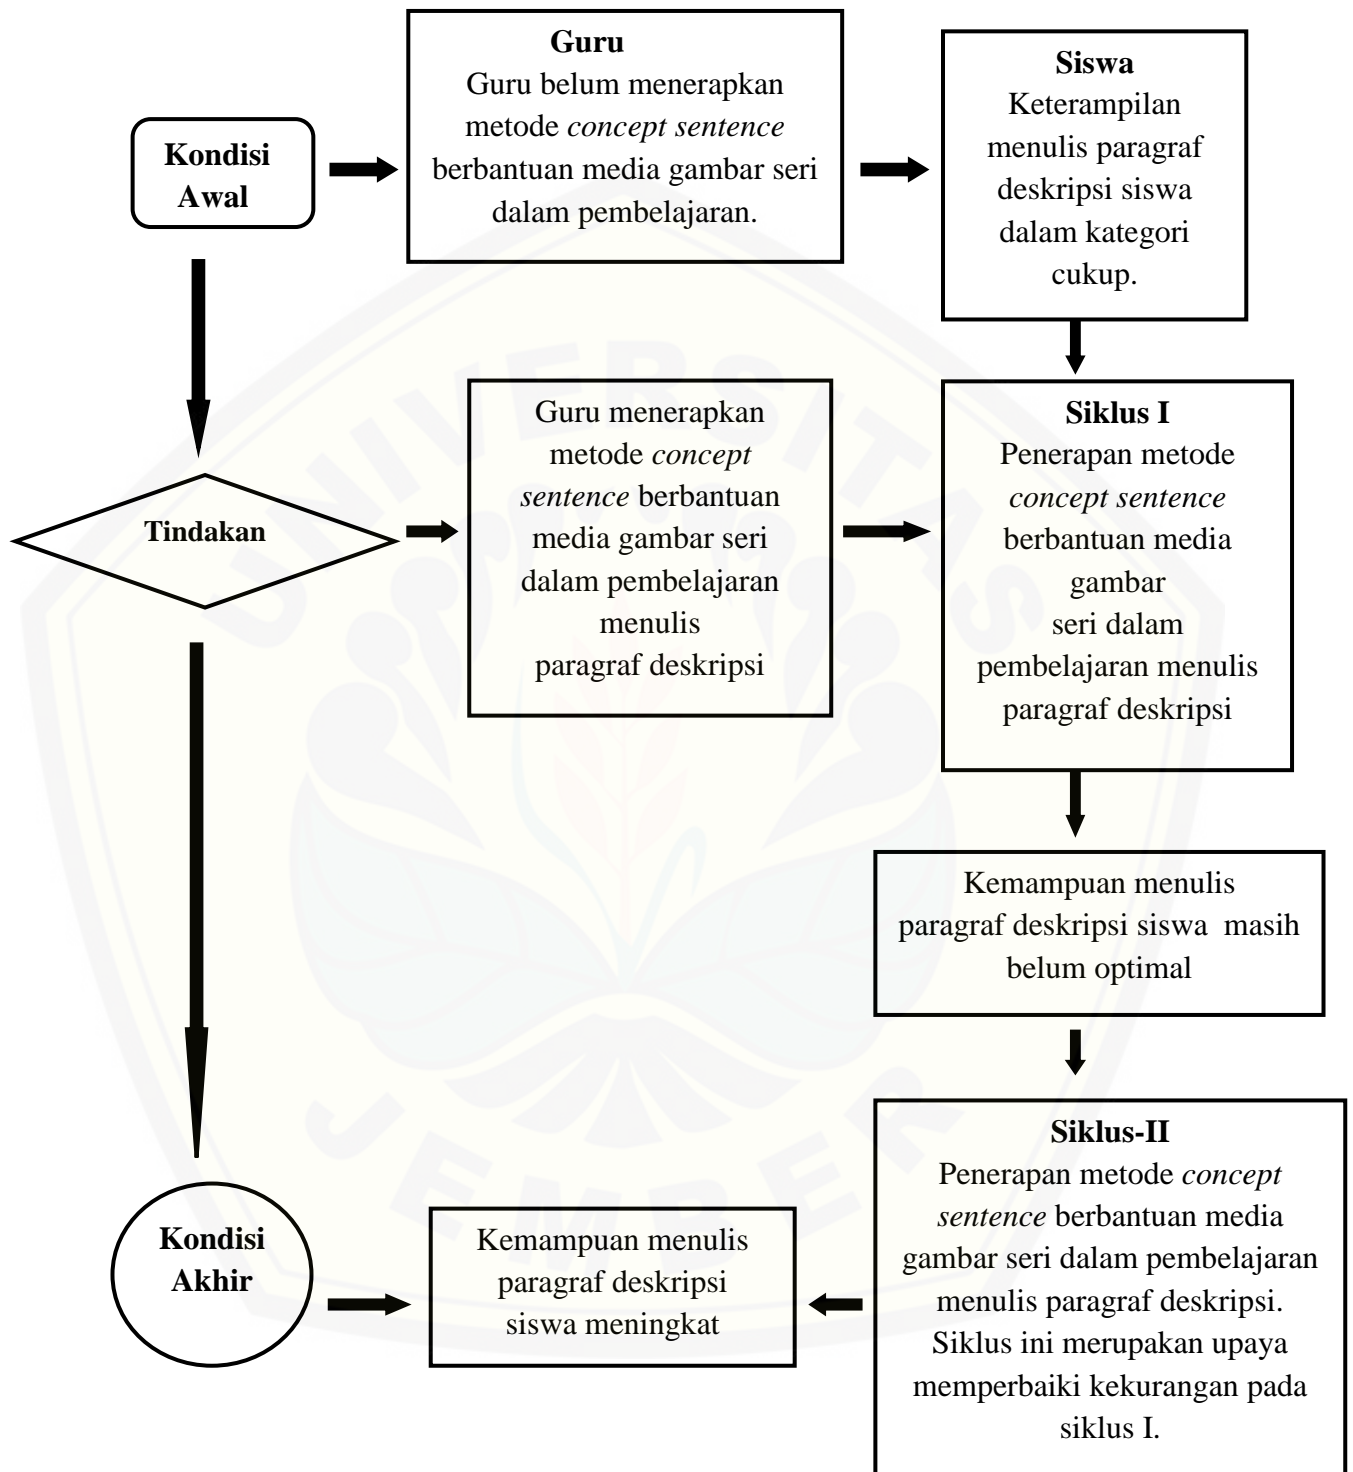 Guru
Guru belum menerapkan
metode concept sentence
berbantuan media gambar seri
dalam pembelajaran.
Siswa
Keterampilan
menulis paragraf
deskripsi siswa
dalam kategori
cukup.
Kondisi
Awal
Tindakan
Guru menerapkan
metode concept
sentence berbantuan
media gambar seri
dalam pembelajaran
menulis
paragraf deskripsi
Siklus I
Penerapan metode
concept sentence
berbantuan media
gambar
seri dalam
pembelajaran menulis
paragraf deskripsi
Kemampuan menulis
paragraf deskripsi siswa  masih
belum optimal
Siklus-II
Penerapan metode concept
sentence berbantuan media
gambar seri dalam pembelajaran
menulis paragraf deskripsi.
Siklus ini merupakan upaya
memperbaiki kekurangan pada
siklus I.
Kondisi
Akhir
Kemampuan menulis
paragraf deskripsi
siswa meningkat
UNIVERSITAS
JEMBER